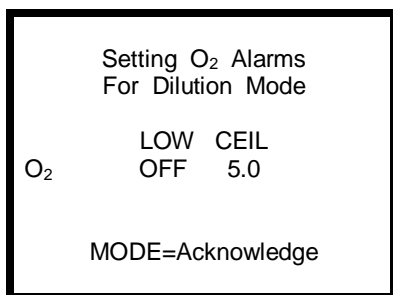 Setting O₂ Alarms
For Dilution Mode
LOW CEIL
O₂ OFF 5.0
MODE=Acknowledge